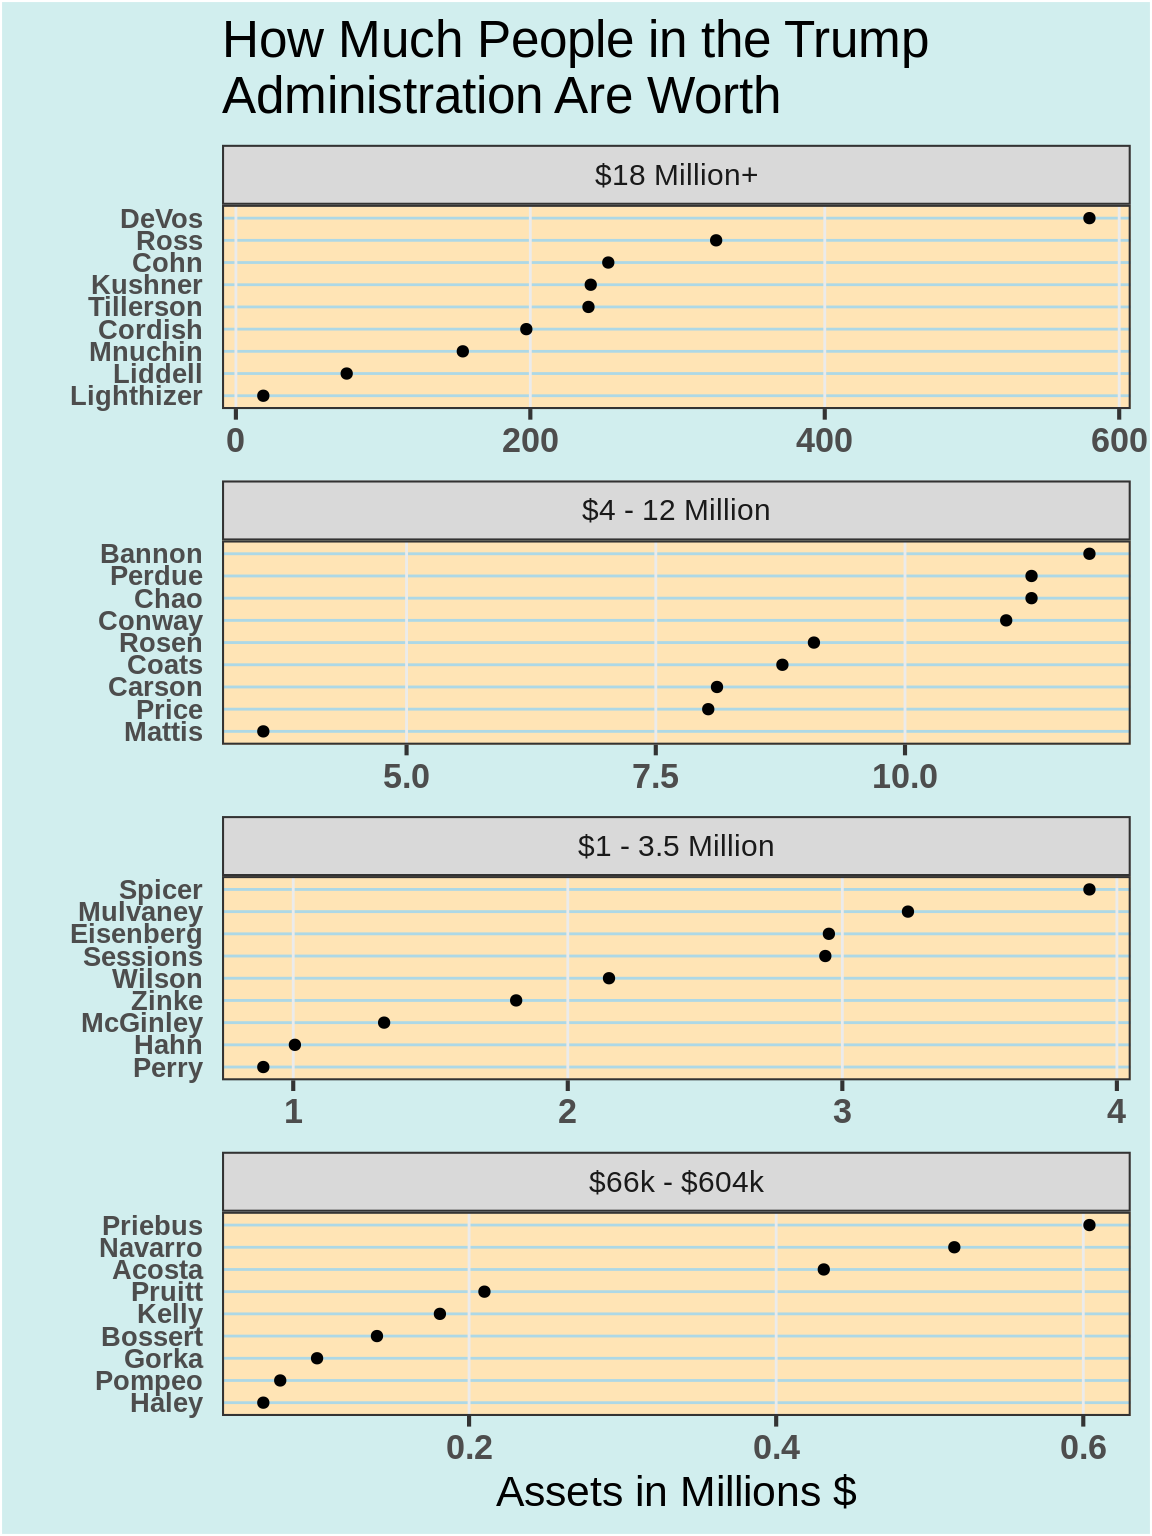 How Much People in the Trump
Administration Are Worth
$18 Million+
DeVos
Ross
Cohn
Kushner
Tillerson
Cordish
Mnuchin
Liddell
Lighthizer
0 200 400 600
$4 - 12 Million
Bannon
Perdue
Chao
Conway
Rosen
Coats
Carson
Price
Mattis
5.0 7.5 10.0
$1 - 3.5 Million
Spicer
Mulvaney
Eisenberg
Sessions
Wilson
Zinke
McGinley
Hahn
Perry
1 2 3 4
$66k - $604k
Priebus
Navarro
Acosta
Pruitt
Kelly
Bossert
Gorka
Pompeo
Haley
0.2 0.4 0.6
Assets in Millions $